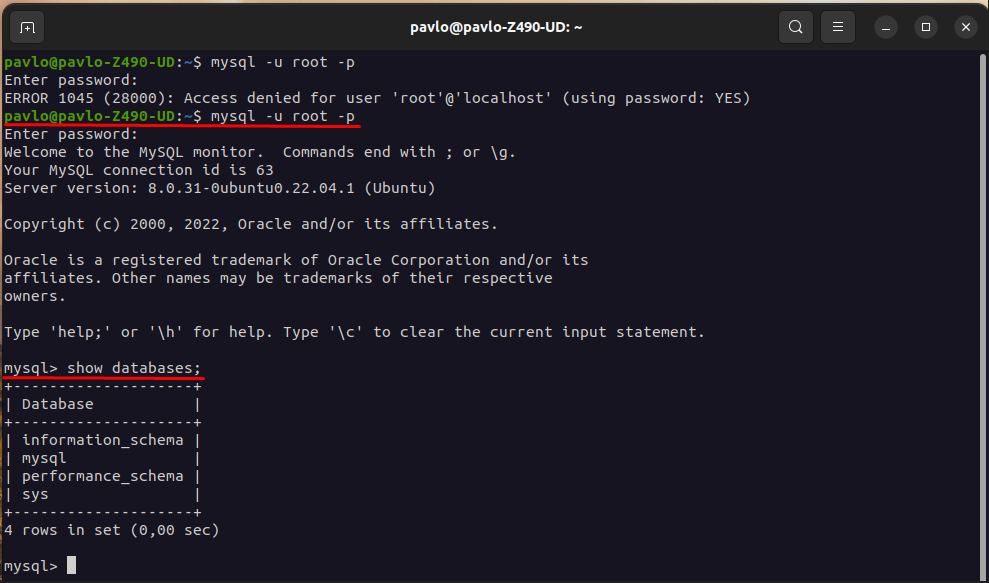 pavlo@pavlo-Z490-UD: ~
pavlo@pavlo-Z490-UD:~$ mysql -u root -p
Enter password:
ERROR 1045 (28000): Access denied for user 'root'@'localhost' (using password: YES)
pavlo@pavlo-Z490-UD:~$ mysql -u root -p
Enter password:
Welcome to the MySQL monitor.  Commands end with ; or \g.
Your MySQL connection id is 63
Server version: 8.0.31-0ubuntu0.22.04.1 (Ubuntu)
Copyright (c) 2000, 2022, Oracle and/or its affiliates.
Oracle is a registered trademark of Oracle Corporation and/or its
affiliates. Other names may be trademarks of their respective
owners.
Type 'help;' or '\h' for help. Type '\c' to clear the current input statement.
mysql> show databases;
+--------------------+
| Database           |
+--------------------+
| information_schema |
| mysql              |
| performance_schema |
| sys                |
+--------------------+
4 rows in set (0,00 sec)
mysql>